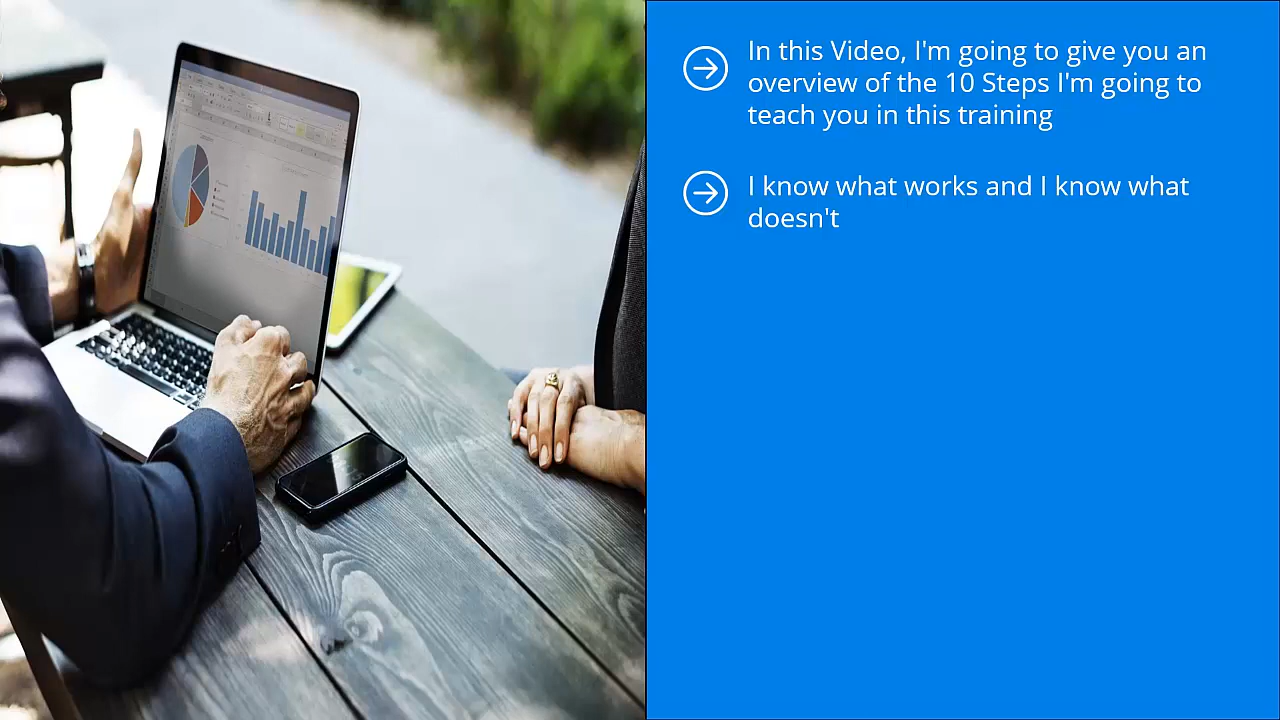 In this Video, I'm going to give you an
overview of the 10 Steps I'm going to
teach you in this training
I know what works and I know what
doesn't